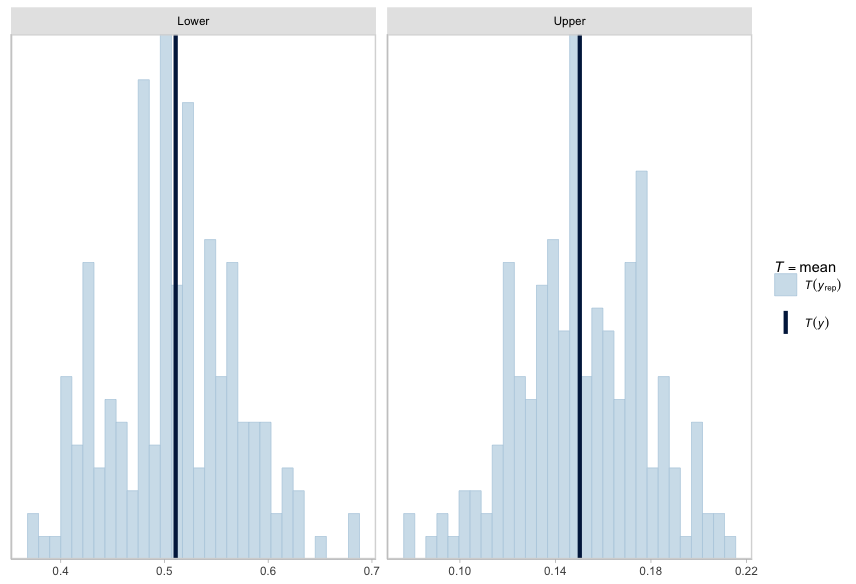 Lower
Upper
0.4 0.5 0.6 0.7
0.10 0.14 0.18 0.22
T = mean
T(yrep)
T(y)